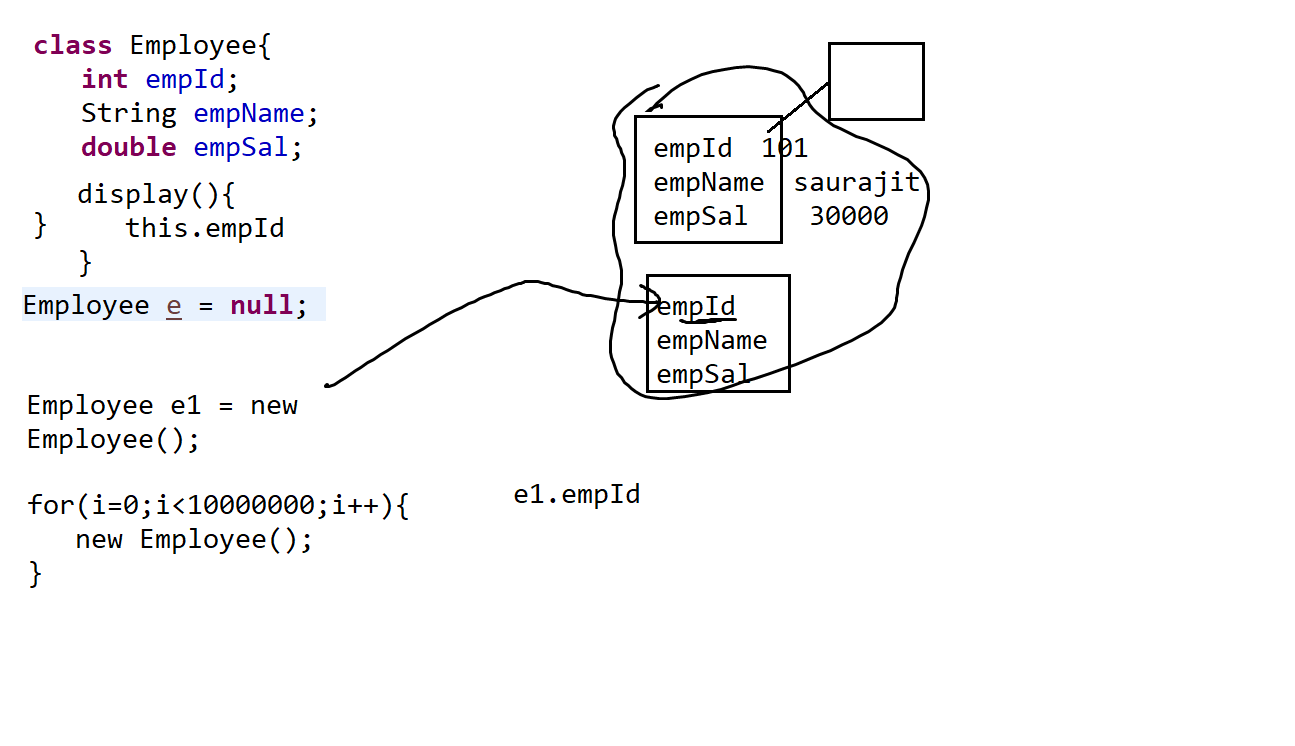 class Employee{
int empId;
String empName;
double empSal;
display(){
}
this.empId
}
Employee e = null;
Employee e1 = new
Employee();
for(i=0;i<10000000;i++){
new Employee();
}
empId 101
empName saurajit
empSal 30000
empId
empName
empSal
e1.empId